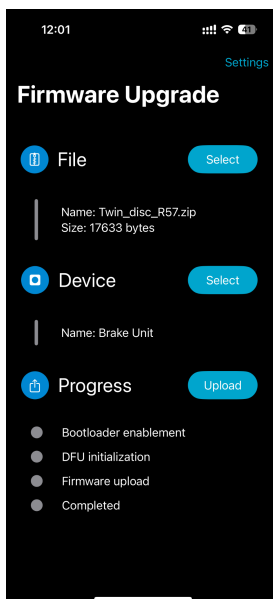 12:01
41
Settings
Firmware Upgrade
File
Select
Name: Twin_disc_R57.zip
Size: 17633 bytes
Device
Select
Name: Brake Unit
Progress
Upload
Bootloader enablement
DFU initialization
Firmware upload
Completed